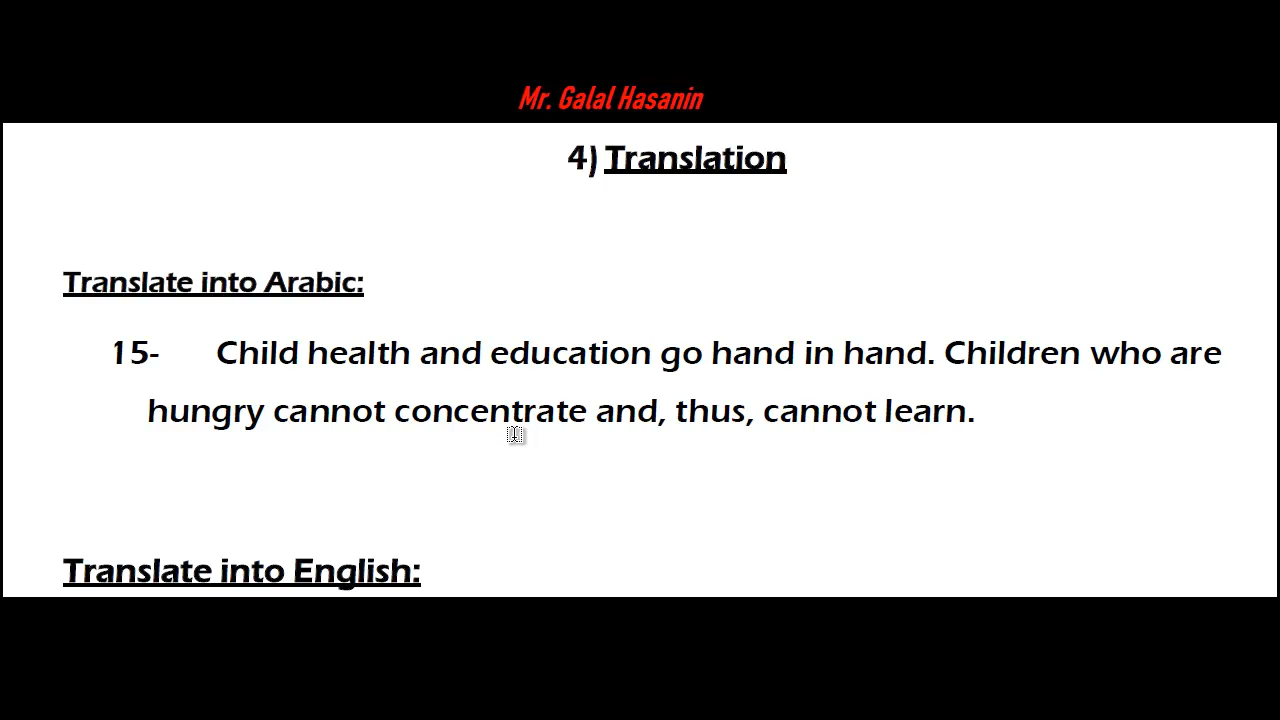 Mr. Galal Hasanin
4) Translation
Translate into Arabic:
15- Child health and education go hand in hand. Children who are
hungry cannot concentrate and, thus, cannot learn.
Translate into English: